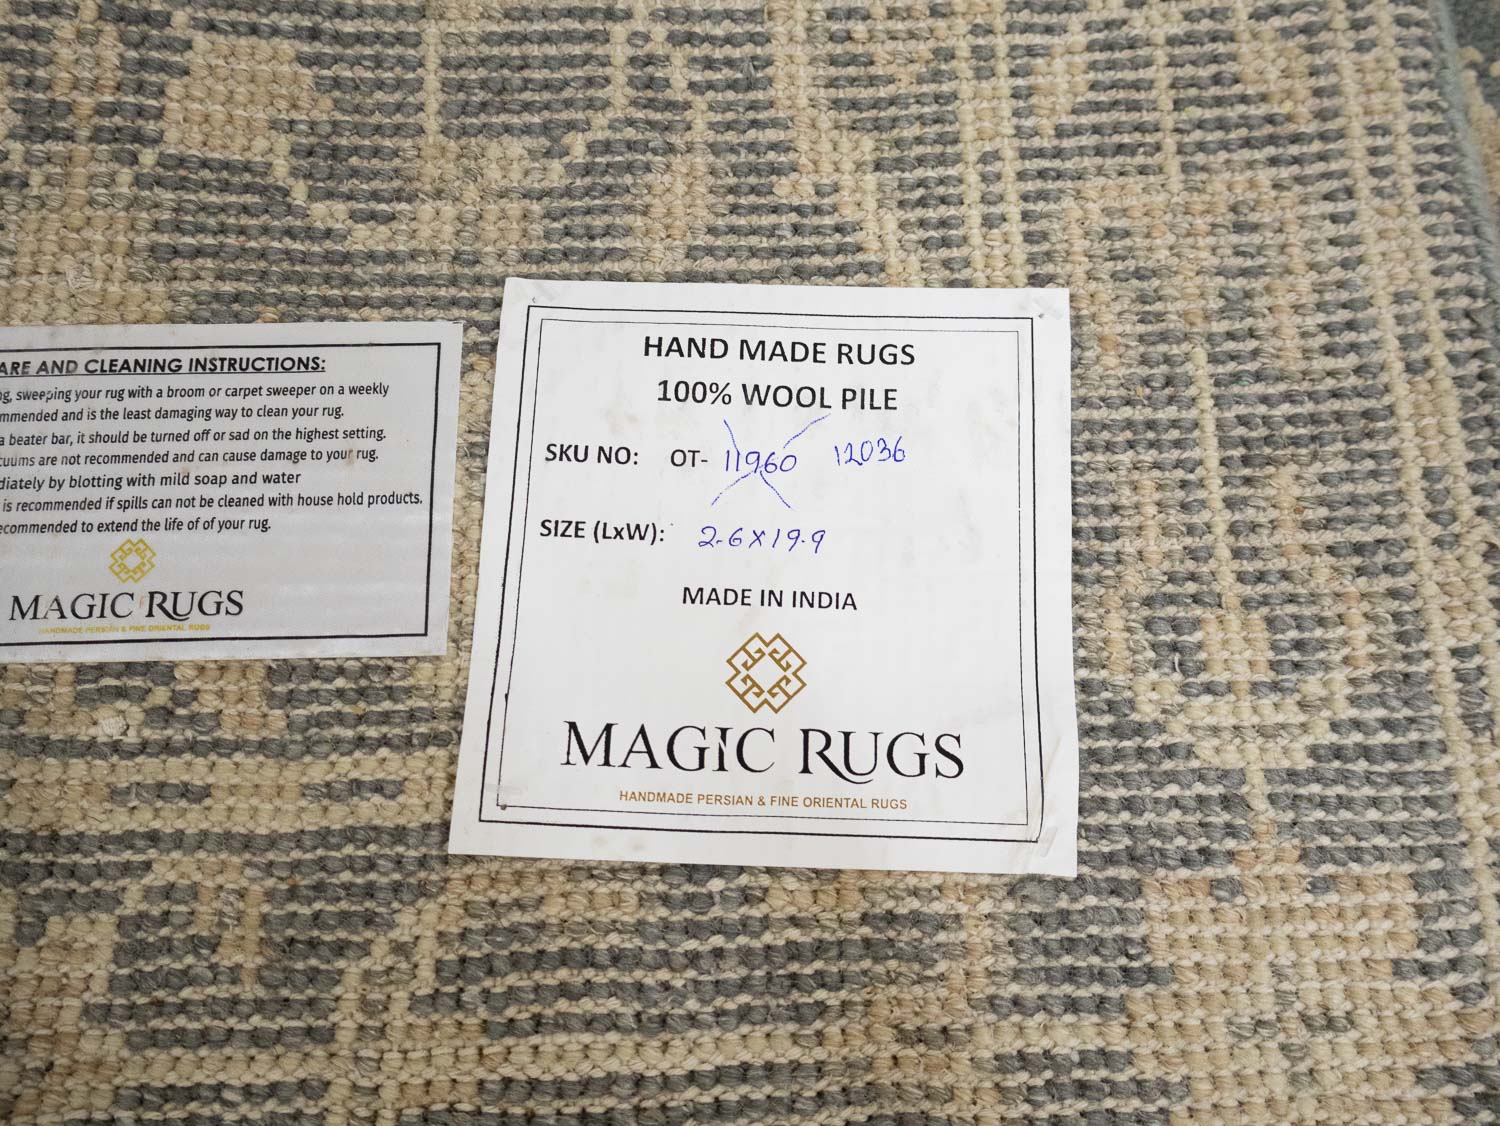 ARE AND CLEANING INSTRUCTIONS:
sweeping your rug with a broom or carpet sweeper on a weekly
mmended and is the least damaging way to clean your rug.
a beater bar, it should be turned off or sad on the highest setting.
cuums are not recommended and can cause damage to your rug.
diately by blotting with mild soap and water
is recommended if spills can not be cleaned with house hold products.
ecommended to extend the life of of your rug.
MAGIC RUGS
HANDMADE PERSIAN & FINE ORIENTAL RUGS
HAND MADE RUGS
100% WOOL PILE
SKU NO: OT- 11960 12036
SIZE (LxW): 2.6x19.9
MADE IN INDIA
MAGIC RUGS
HANDMADE PERSIAN & FINE ORIENTAL RUGS